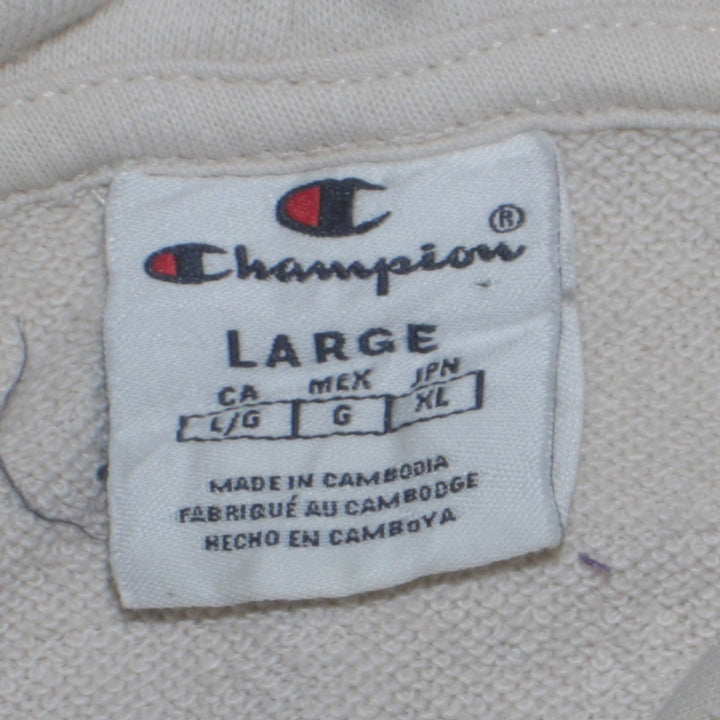 Champion®
LARGE
CA MEX JPN
L/G G XL
MADE IN CAMBODIA
FABRIQUÉ AU CAMBODGE
HECHO EN CAMBOYA